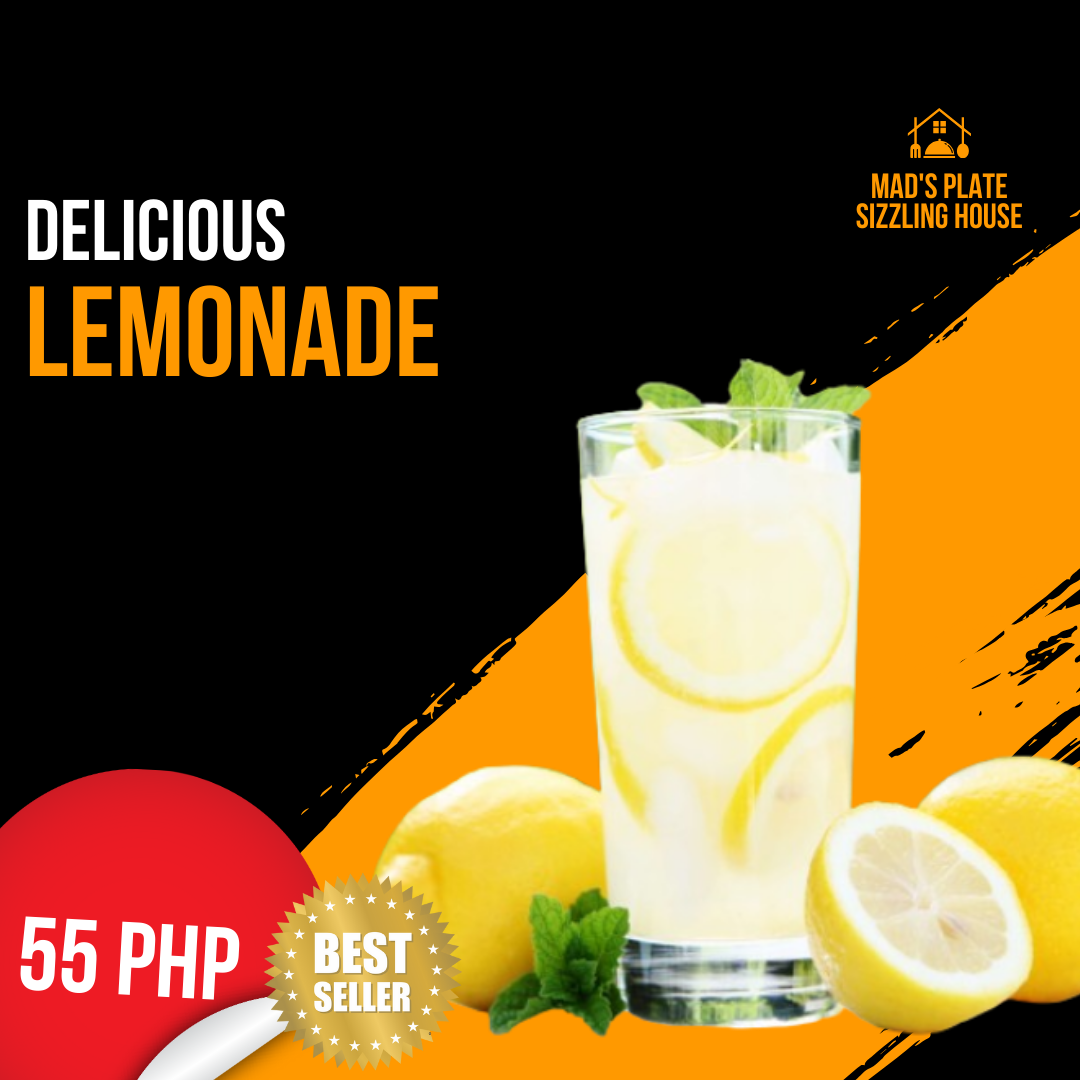 MAD'S PLATE
SIZZLING HOUSE
DELICIOUS
LEMONADE
55 PHP
BEST
SELLER